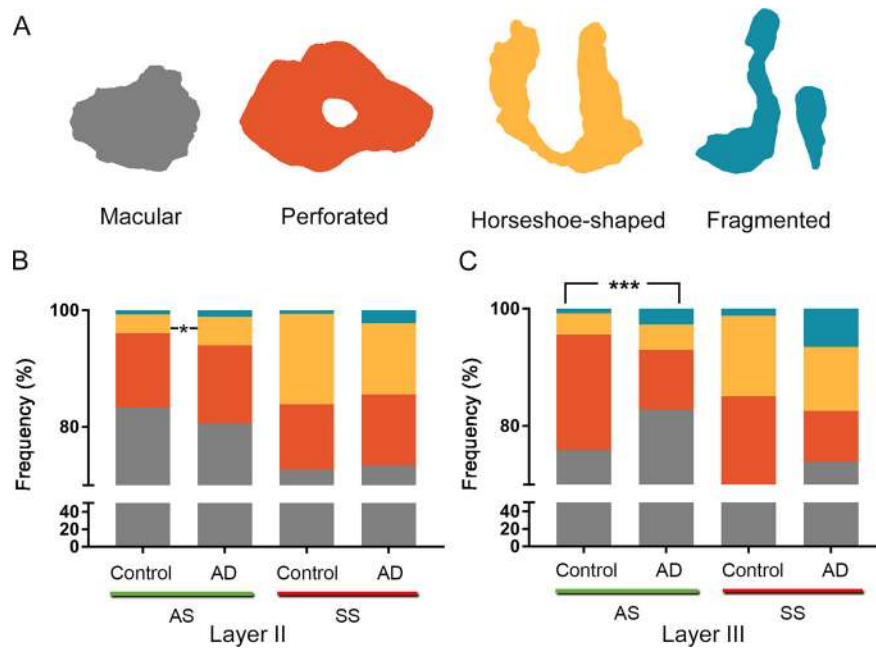 A
Macular Perforated Horseshoe-shaped Fragmented
B
Frequency (%)
100
80
40
20
0
*
Control AD Control AD
AS SS
Layer II
C
Frequency (%)
100
80
40
20
0
***
Control AD Control AD
AS SS
Layer III